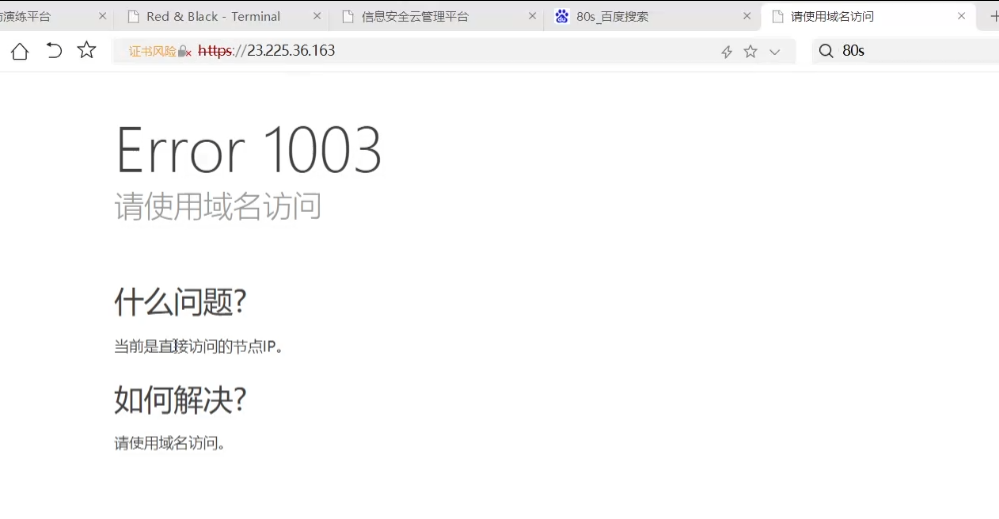 演练平台
Red & Black - Terminal
信息安全云管理平台
80s_百度搜索
请使用域名访问
证书风险
https://23.225.36.163
80s
Error 1003
请使用域名访问
什么问题?
当前是直接访问的节点IP。
如何解决?
请使用域名访问。